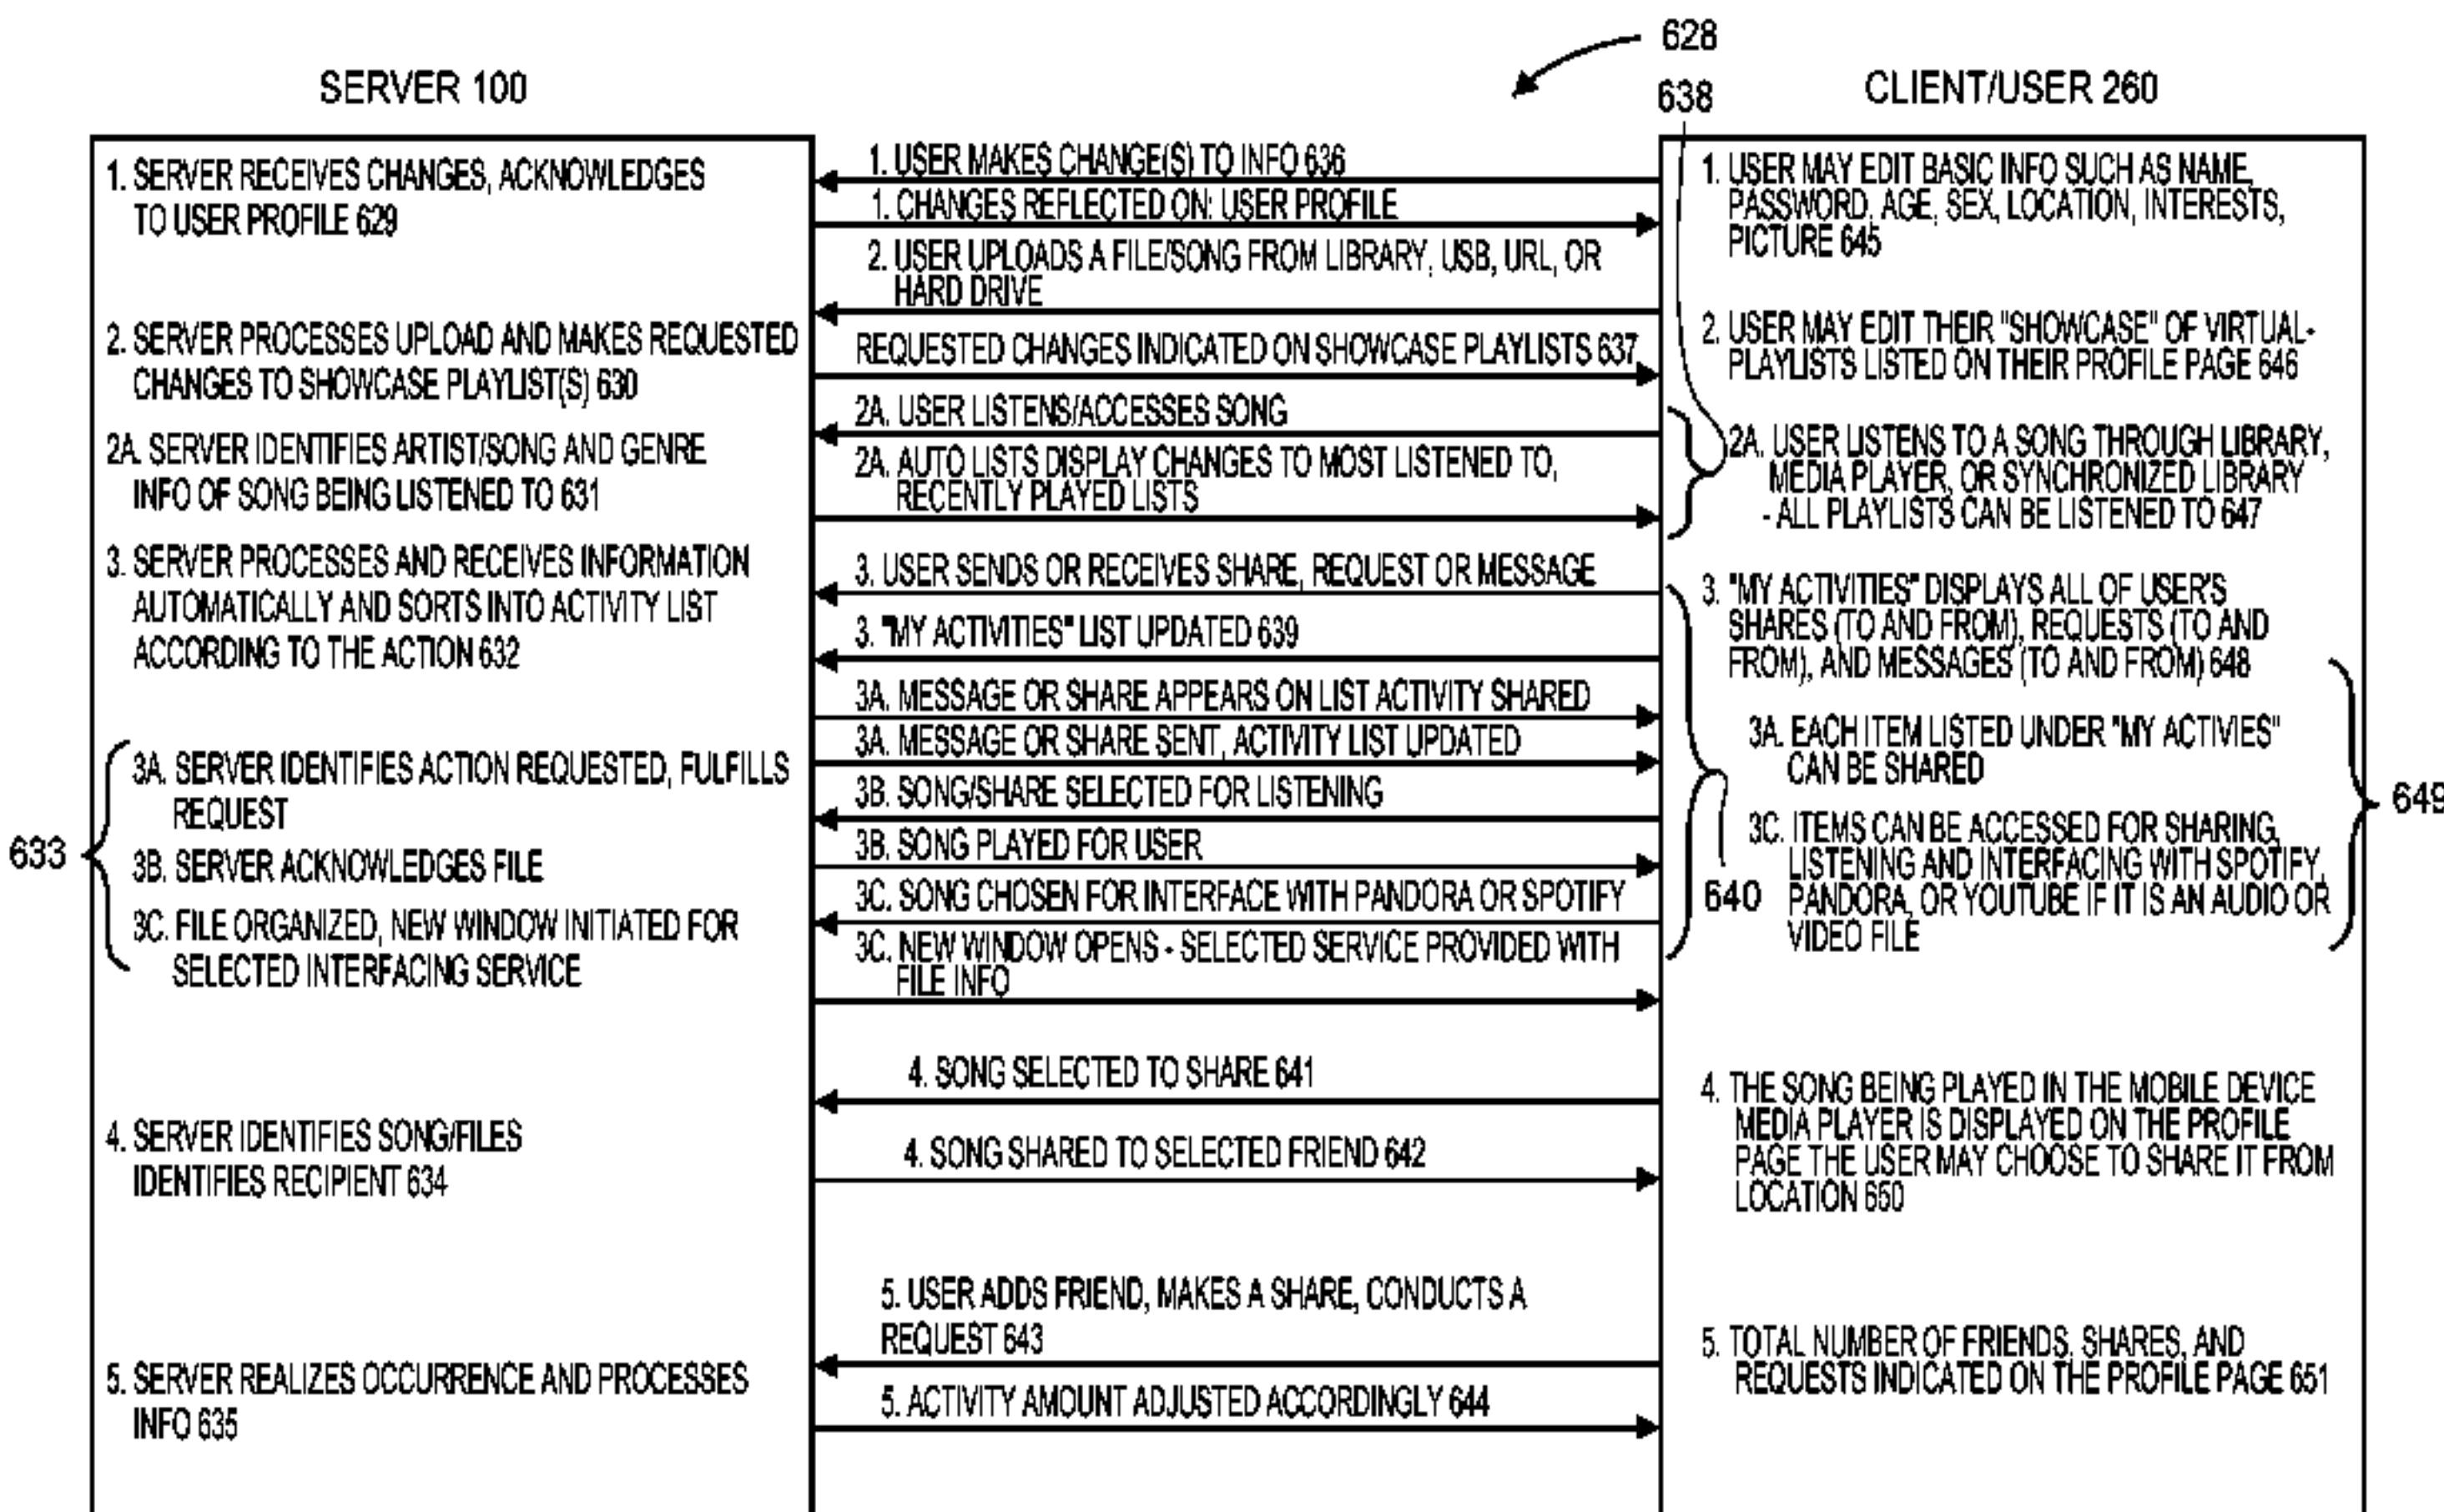 628
SERVER 100
638
CLIENT/USER 260
1. SERVER RECEIVES CHANGES, ACKNOWLEDGES
TO USER PROFILE 629
2. SERVER PROCESSES UPLOAD AND MAKES REQUESTED
CHANGES TO SHOWCASE PLAYLIST(S) 630
2A. SERVER IDENTIFIES ARTIST/SONG AND GENRE
INFO OF SONG BEING LISTENED TO 631
3. SERVER PROCESSES AND RECEIVES INFORMATION
AUTOMATICALLY AND SORTS INTO ACTIVITY LIST
ACCORDING TO THE ACTION 632
633
3A. SERVER IDENTIFIES ACTION REQUESTED, FULFILLS
REQUEST
3B. SERVER ACKNOWLEDGES FILE
3C. FILE ORGANIZED, NEW WINDOW INITIATED FOR
SELECTED INTERFACING SERVICE
4. SERVER IDENTIFIES SONG/FILES
IDENTIFIES RECIPIENT 634
5. SERVER REALIZES OCCURRENCE AND PROCESSES
INFO 635
1. USER MAKES CHANGE(S) TO INFO 636
1. CHANGES REFLECTED ON: USER PROFILE
2. USER UPLOADS A FILE/SONG FROM LIBRARY, USB, URL, OR
HARD DRIVE
REQUESTED CHANGES INDICATED ON SHOWCASE PLAYLISTS 637
2A. USER LISTENS/ACCESSES SONG
2A. AUTO LISTS DISPLAY CHANGES TO MOST LISTENED TO,
RECENTLY PLAYED LISTS
3. USER SENDS OR RECEIVES SHARE, REQUEST OR MESSAGE
3. "MY ACTIVITIES" LIST UPDATED 639
3A. MESSAGE OR SHARE APPEARS ON LIST ACTIVITY SHARED
3A. MESSAGE OR SHARE SENT, ACTIVITY LIST UPDATED
3B. SONG/SHARE SELECTED FOR LISTENING
3B. SONG PLAYED FOR USER
3C. SONG CHOSEN FOR INTERFACE WITH PANDORA OR SPOTIFY
3C. NEW WINDOW OPENS - SELECTED SERVICE PROVIDED WITH
FILE INFO
640
4. SONG SELECTED TO SHARE 641
4. SONG SHARED TO SELECTED FRIEND 642
5. USER ADDS FRIEND, MAKES A SHARE, CONDUCTS A
REQUEST 643
5. ACTIVITY AMOUNT ADJUSTED ACCORDINGLY 644
1. USER MAY EDIT BASIC INFO SUCH AS NAME,
PASSWORD, AGE, SEX, LOCATION, INTERESTS,
PICTURE 645
2. USER MAY EDIT THEIR "SHOWCASE" OF VIRTUAL-
PLAYLISTS LISTED ON THEIR PROFILE PAGE 646
2A. USER LISTENS TO A SONG THROUGH LIBRARY,
MEDIA PLAYER, OR SYNCHRONIZED LIBRARY
- ALL PLAYLISTS CAN BE LISTENED TO 647
3. "MY ACTIVITIES" DISPLAYS ALL OF USER'S
SHARES (TO AND FROM), REQUESTS (TO AND
FROM), AND MESSAGES (TO AND FROM) 648
3A. EACH ITEM LISTED UNDER "MY ACTIVIES"
CAN BE SHARED
3C. ITEMS CAN BE ACCESSED FOR SHARING,
LISTENING AND INTERFACING WITH SPOTIFY,
PANDORA, OR YOUTUBE IF IT IS AN AUDIO OR
VIDEO FILE
649
4. THE SONG BEING PLAYED IN THE MOBILE DEVICE
MEDIA PLAYER IS DISPLAYED ON THE PROFILE
PAGE THE USER MAY CHOOSE TO SHARE IT FROM
LOCATION 650
5. TOTAL NUMBER OF FRIENDS, SHARES, AND
REQUESTS INDICATED ON THE PROFILE PAGE 651